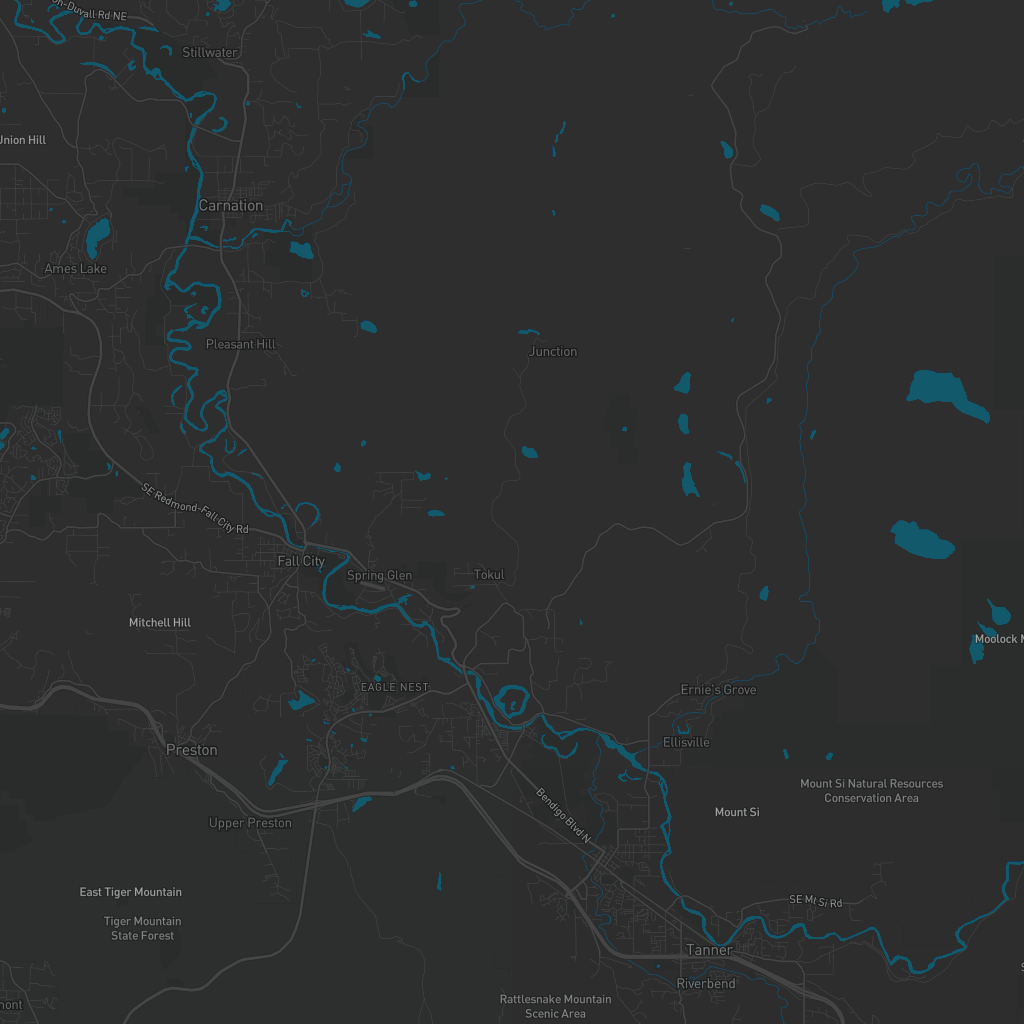 Duvall Rd NE
Stillwater
Union Hill
Carnation
Ames Lake
Pleasant Hill
Junction
SE Redmond-Fall City Rd
Fall City
Spring Glen
Tokul
Mitchell Hill
Moolock
EAGLE NEST
Ernie's Grove
Ellisville
Preston
Mount Si Natural Resources
Conservation Area
Bendigo Blvd N
Mount Si
Upper Preston
East Tiger Mountain
SE Mt Si Rd
Tiger Mountain
State Forest
Tanner
Riverbend
Rattlesnake Mountain
Scenic Area